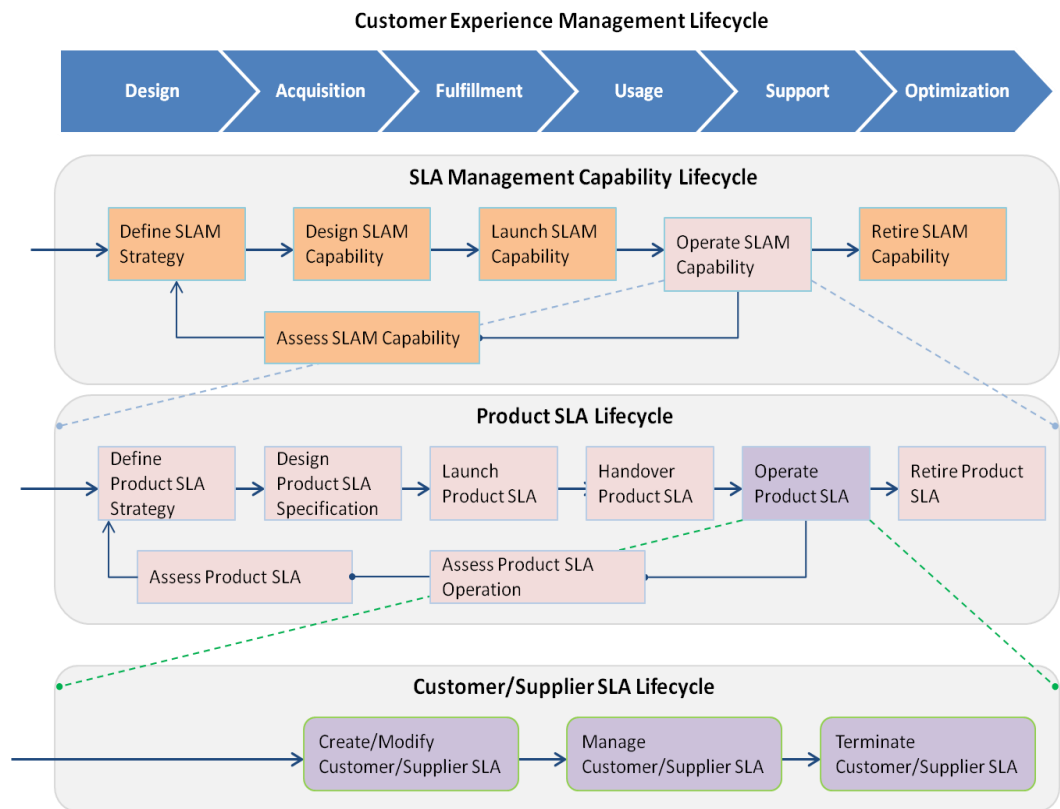 Customer Experience Management Lifecycle
Design
Acquisition
Fulfillment
Usage
Support
Optimization
SLA Management Capability Lifecycle
Define SLAM
Strategy
Design SLAM
Capability
Launch SLAM
Capability
Operate SLAM
Capability
Retire SLAM
Capability
Assess SLAM Capability
Product SLA Lifecycle
Define
Product SLA
Strategy
Design
Product SLA
Specification
Launch
Product SLA
Handover
Product SLA
Operate
Product SLA
Retire Product
SLA
Assess Product SLA
Assess Product SLA
Operation
Customer/Supplier SLA Lifecycle
Create/Modify
Customer/Supplier SLA
Manage
Customer/Supplier SLA
Terminate
Customer/Supplier SLA